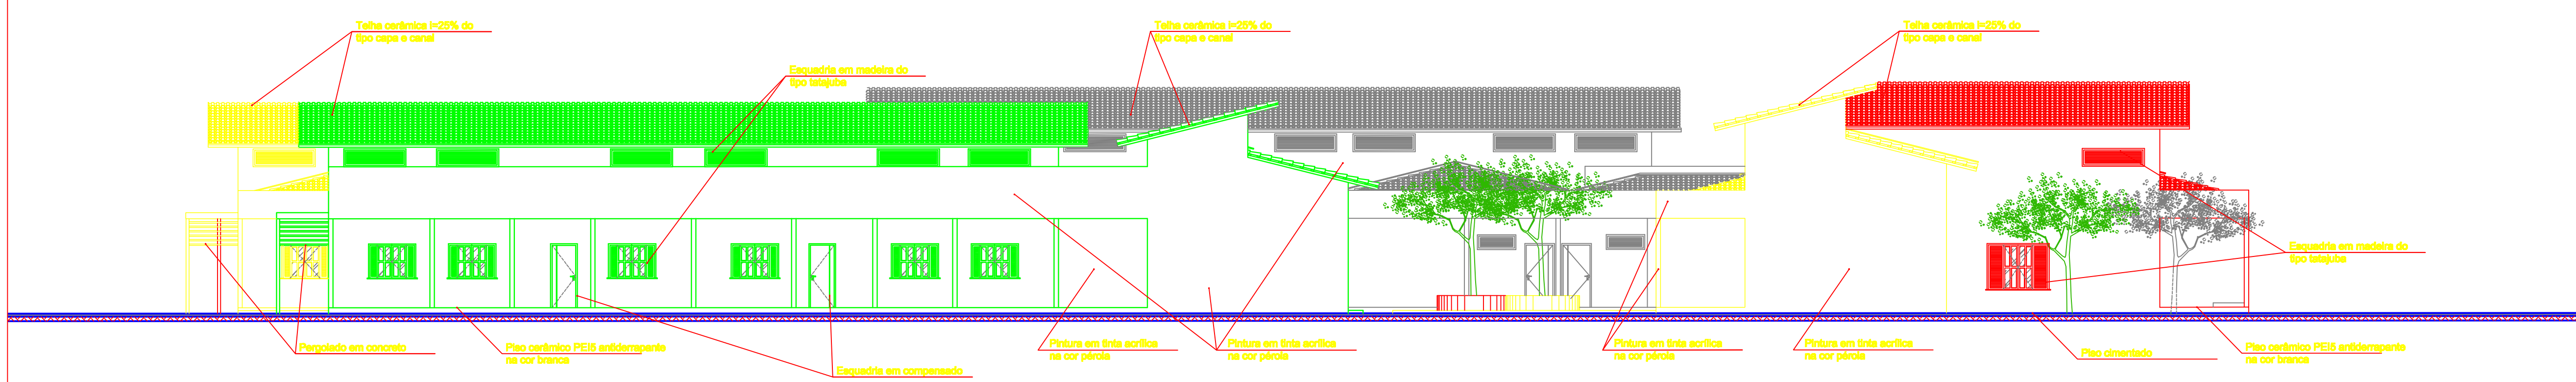 Telha cerâmica i=25% do
tipo capa e canal
Telha cerâmica i=25% do
tipo capa e canal
Telha cerâmica i=25% do
tipo capa e canal
Esquadria em madeira do
tipo tatajuba
Esquadria em madeira do
tipo tatajuba
Pergolado em concreto
Piso cerâmico PEI5 antiderrapante
na cor branca
Esquadria em compensado
Pintura em tinta acrílica
na cor pérola
Pintura em tinta acrílica
na cor pérola
Pintura em tinta acrílica
na cor pérola
Pintura em tinta acrílica
na cor pérola
Piso cimentado
Piso cerâmico PEI5 antiderrapante
na cor branca